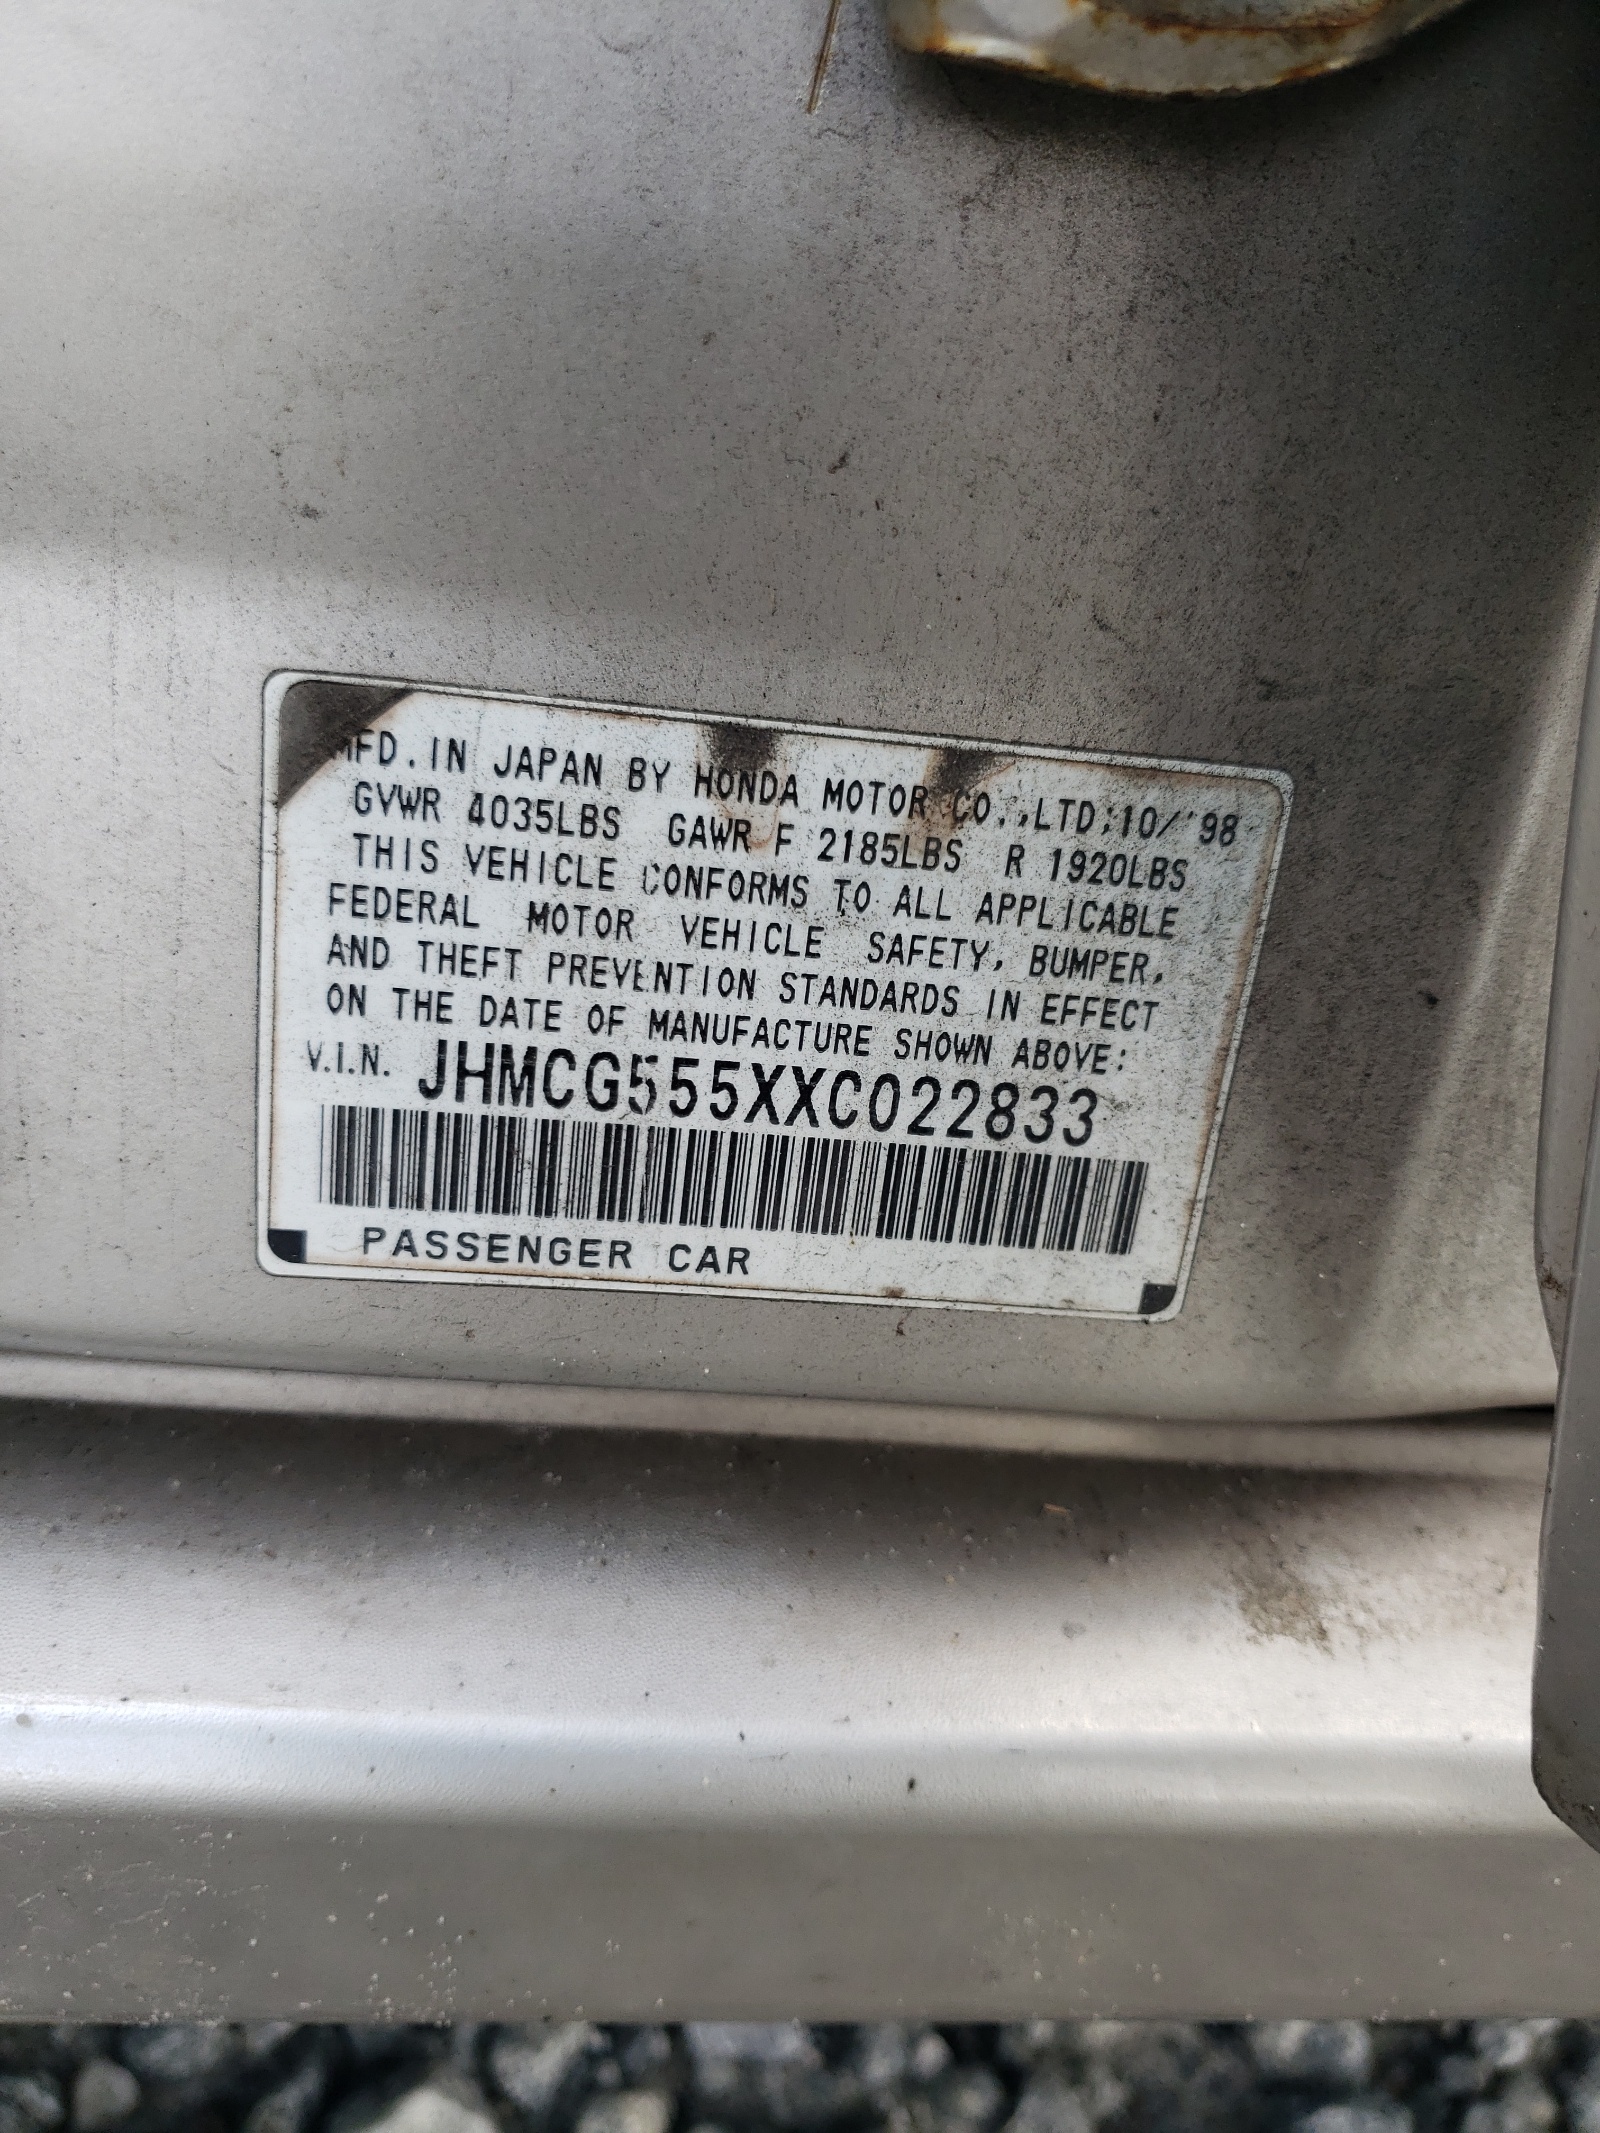 MFD. IN JAPAN BY HONDA MOTOR CO.,LTD;10/'98
GVWR 4035LBS GAWR F 2185LBS R 1920LBS
THIS VEHICLE CONFORMS TO ALL APPLICABLE
FEDERAL MOTOR VEHICLE SAFETY, BUMPER,
AND THEFT PREVENTION STANDARDS IN EFFECT
ON THE DATE OF MANUFACTURE SHOWN ABOVE:
V.I.N. JHMCG555XXC022833
PASSENGER CAR